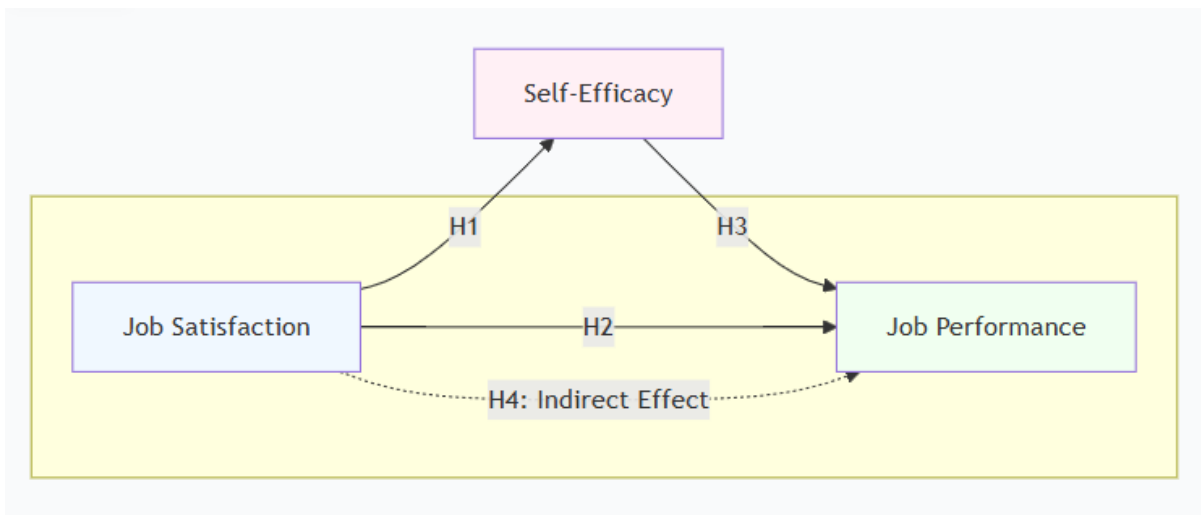 Self-Efficacy
H1
H3
Job Satisfaction
H2
Job Performance
H4: Indirect Effect